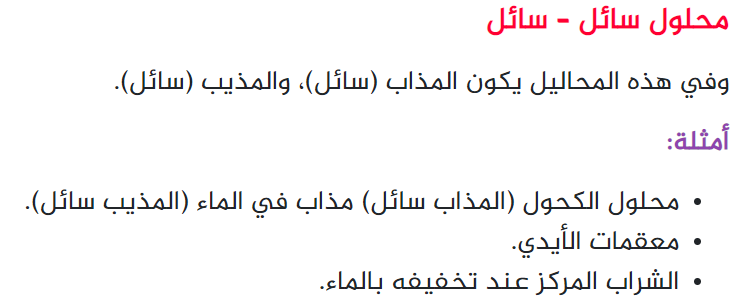 محلول سائل - سائل
وفي هذه المحاليل يكون المذاب (سائل)، والمذيب (سائل).
أمثلة:
• محلول الكحول (المذاب سائل) مذاب في الماء (المذيب سائل).
• معقمات الأيدي.
• الشراب المركز عند تخفيفه بالماء.